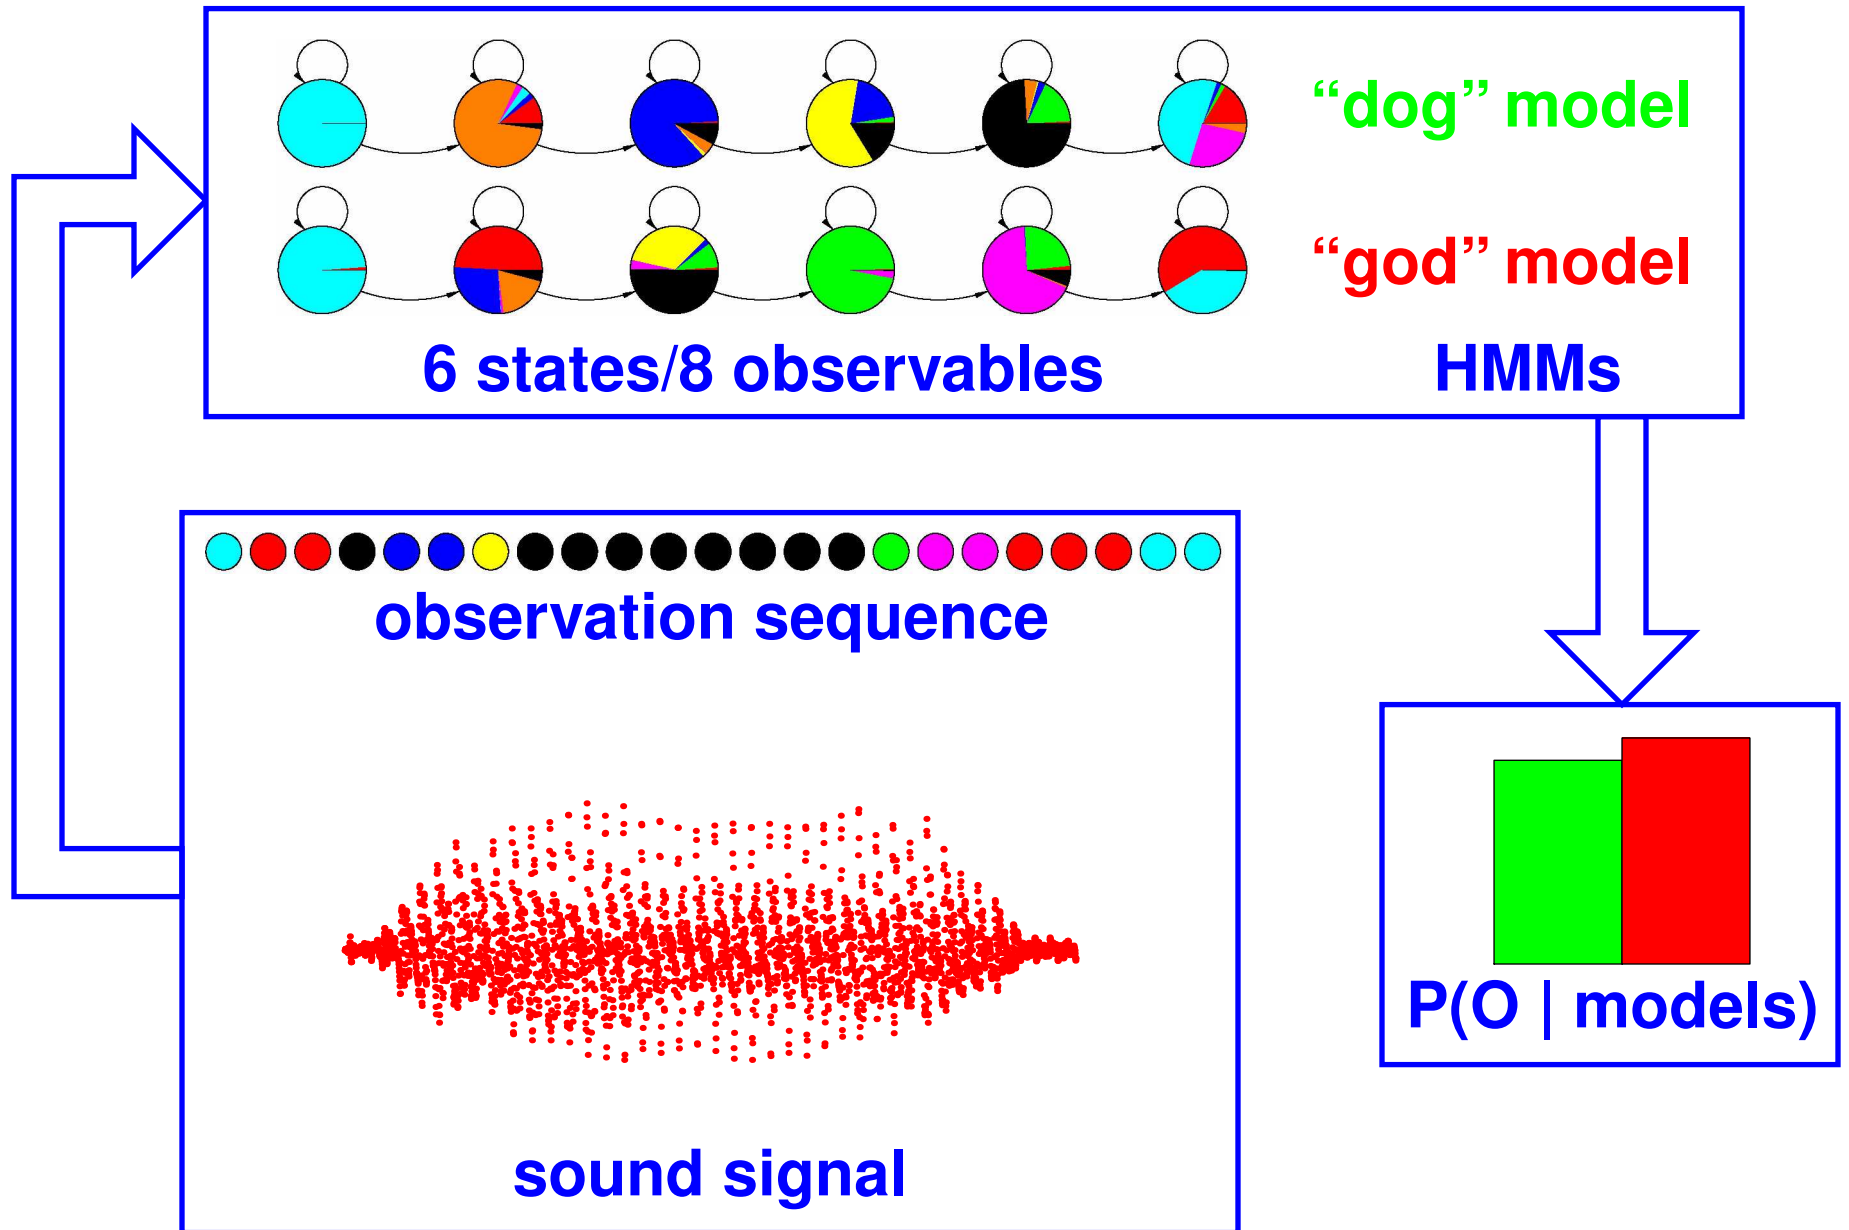 “dog” model
“god” model
6 states/8 observables HMMs
observation sequence
sound signal
P(O | models)